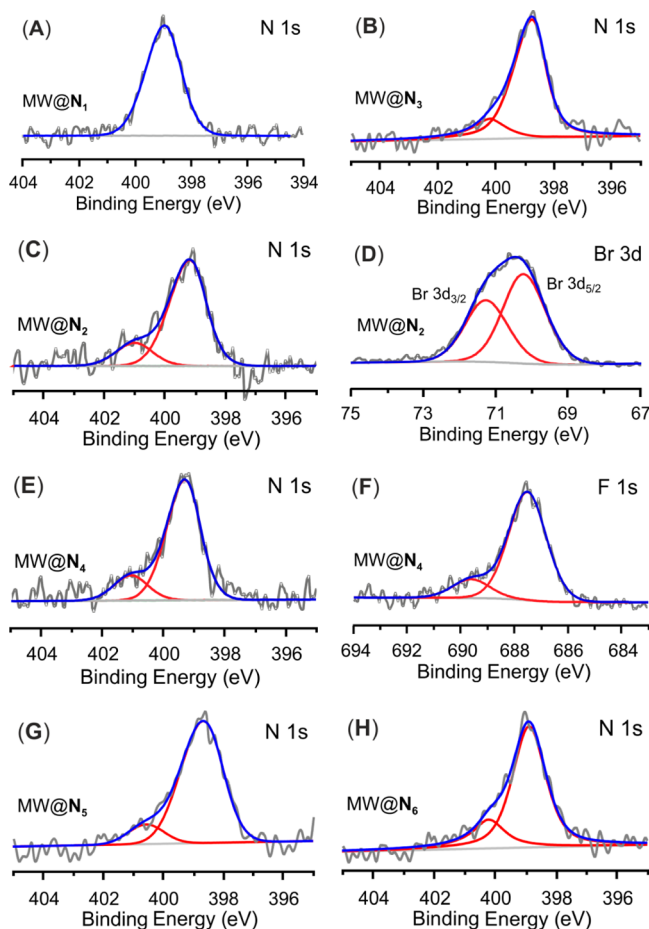 (A) N 1s
MW@N1
404 402 400 398 396 394
Binding Energy (eV)
(B) N 1s
MW@N3
404 402 400 398 396
Binding Energy (eV)
(C) N 1s
MW@N2
404 402 400 398 396
Binding Energy (eV)
(D) Br 3d
Br 3d3/2 Br 3d5/2
MW@N2
75 73 71 69 67
Binding Energy (eV)
(E) N 1s
MW@N4
404 402 400 398 396
Binding Energy (eV)
(F) F 1s
MW@N4
694 692 690 688 686 684
Binding Energy (eV)
(G) N 1s
MW@N5
404 402 400 398 396
Binding Energy (eV)
(H) N 1s
MW@N6
404 402 400 398 396
Binding Energy (eV)